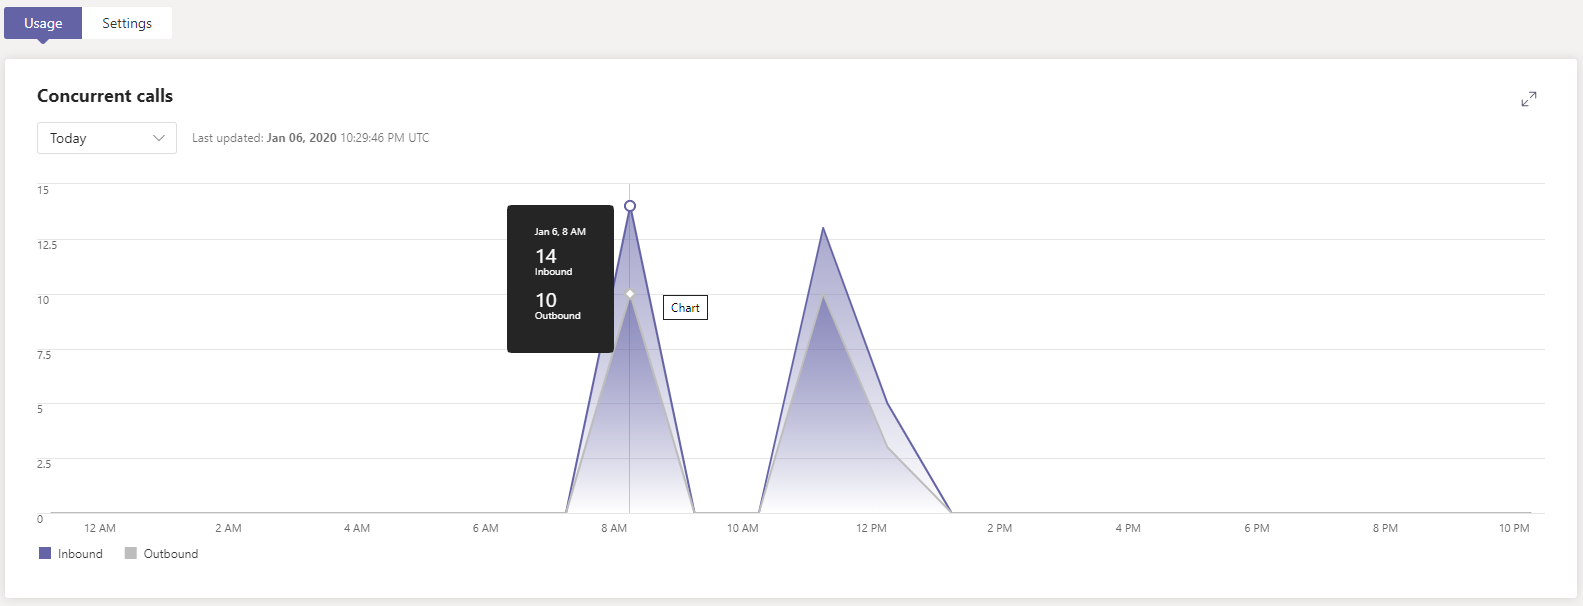 Usage Settings
Concurrent calls
Today Last updated: Jan 06, 2020 10:29:46 PM UTC
15
Jan 6, 8 AM
12.5
14
Inbound
10
10
Outbound
Chart
7.5
5
2.5
0
12 AM 2 AM 4 AM 6 AM 8 AM 10 AM 12 PM 2 PM 4 PM 6 PM 8 PM 10 PM
Inbound Outbound